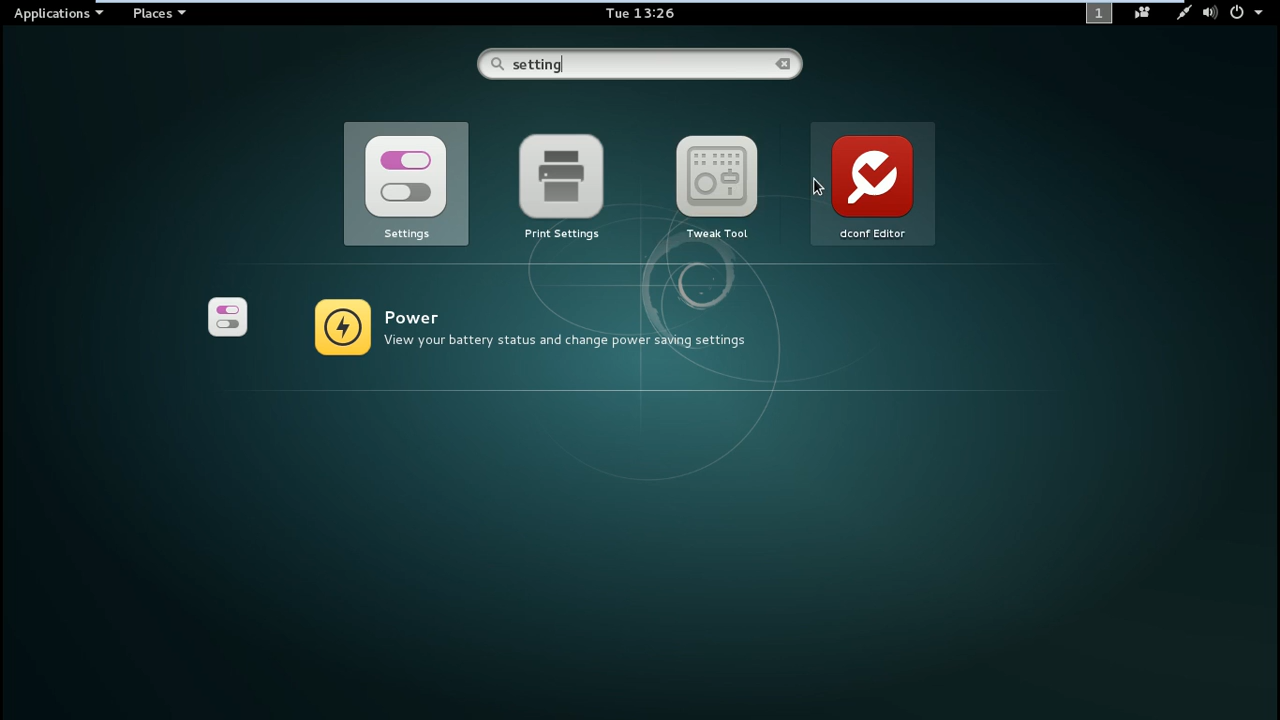 Applications Places Tue 13:26 1
setting
Settings Print Settings Tweak Tool dconf Editor
Power
View your battery status and change power saving settings